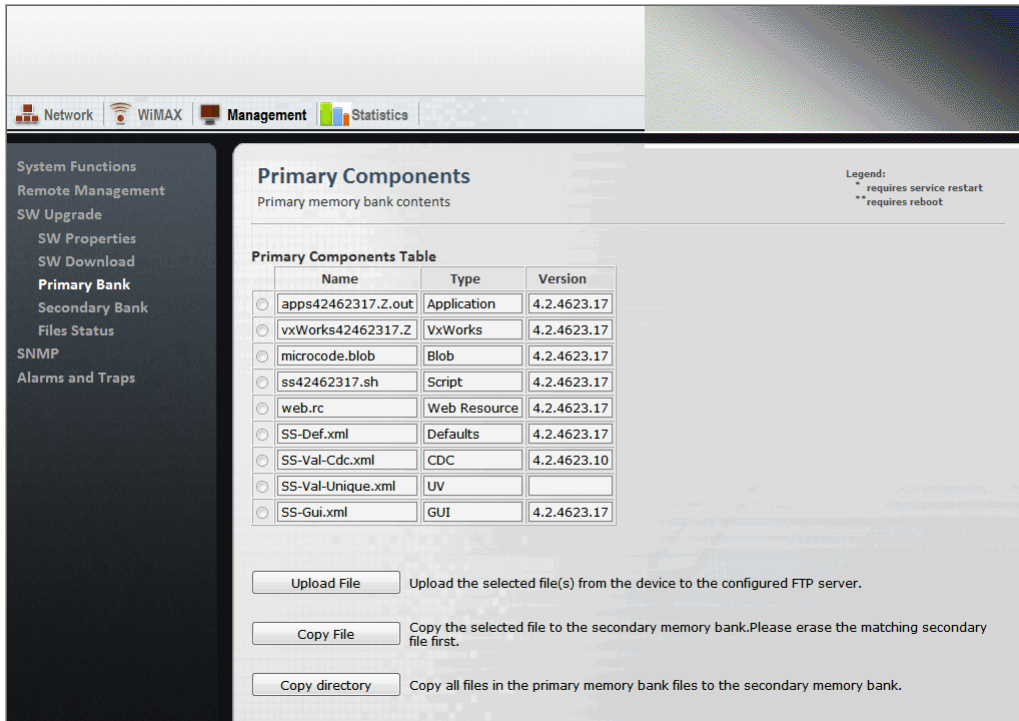 Network WiMAX Management Statistics
System Functions
Remote Management
SW Upgrade
SW Properties
SW Download
Primary Bank
Secondary Bank
Files Status
SNMP
Alarms and Traps
Primary Components
Primary memory bank contents
Legend:
* requires service restart
**requires reboot
Primary Components Table
Name Type Version
apps42462317.Z.out Application 4.2.4623.17
vxWorks42462317.Z VxWorks 4.2.4623.17
microcode.blob Blob 4.2.4623.17
ss42462317.sh Script 4.2.4623.17
web.rc Web Resource 4.2.4623.17
SS-Def.xml Defaults 4.2.4623.17
SS-Val-Cdc.xml CDC 4.2.4623.10
SS-Val-Unique.xml UV
SS-Gui.xml GUI 4.2.4623.17
Upload File Upload the selected file(s) from the device to the configured FTP server.
Copy File Copy the selected file to the secondary memory bank.Please erase the matching secondary
file first.
Copy directory Copy all files in the primary memory bank files to the secondary memory bank.